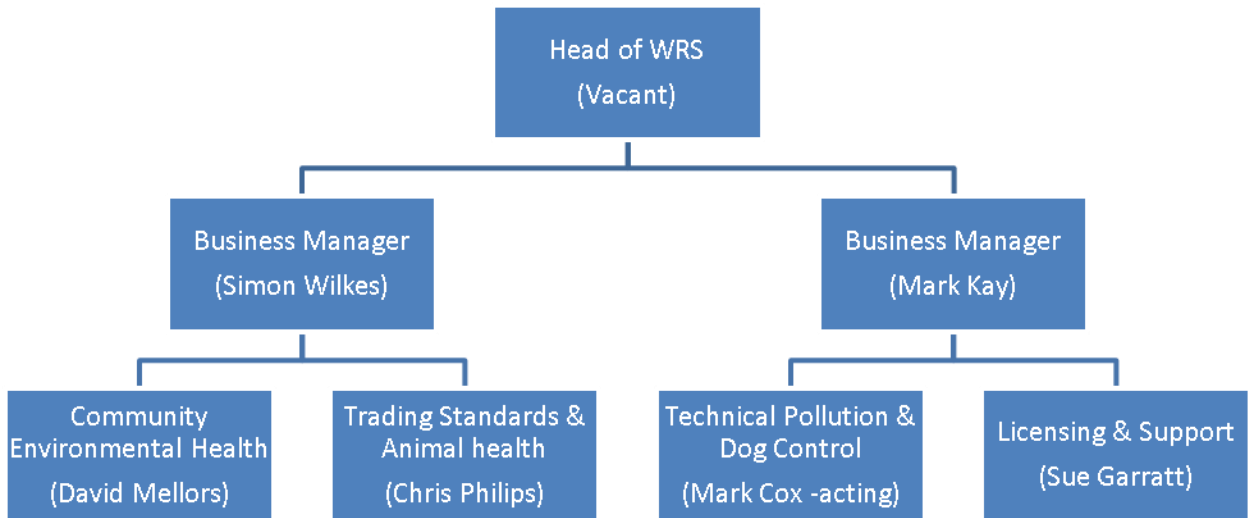 Head of WRS
(Vacant)
Business Manager
(Simon Wilkes)
Business Manager
(Mark Kay)
Community
Environmental Health
(David Mellors)
Trading Standards &
Animal health
(Chris Philips)
Technical Pollution &
Dog Control
(Mark Cox -acting)
Licensing & Support
(Sue Garratt)